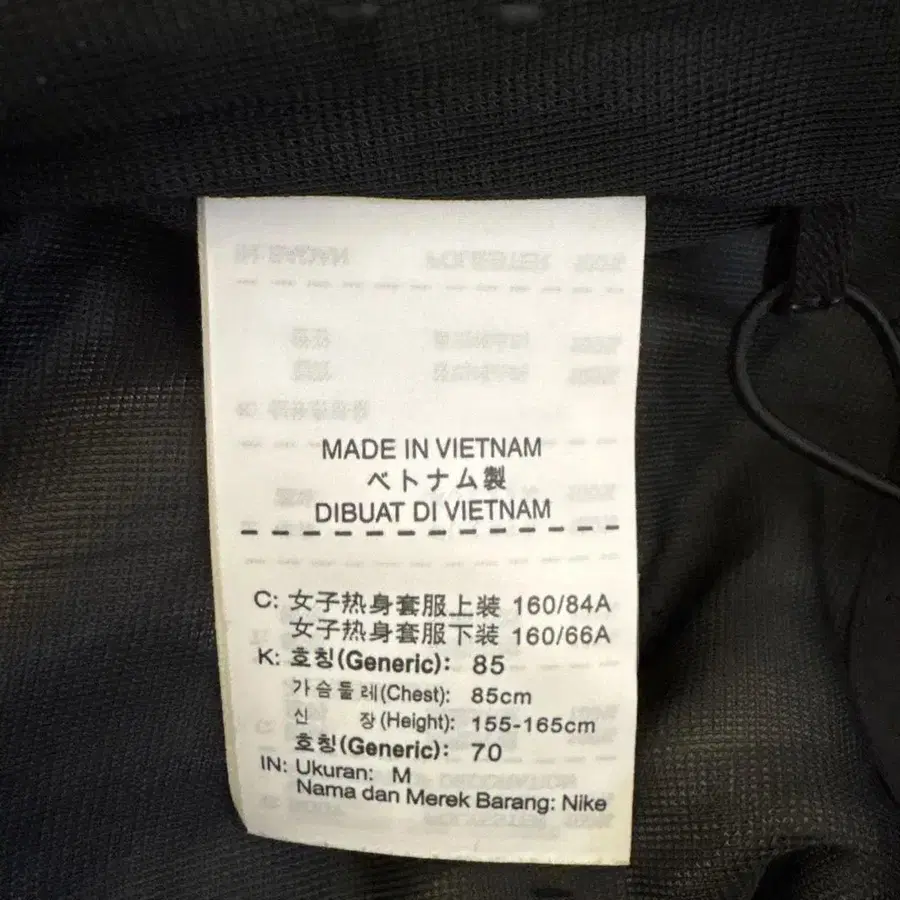 MADE IN VIETNAM
ベトナム製
DIBUAT DI VIETNAM
C: 女子热身套服上装 160/84A
女子热身套服下装 160/66A
K: 호칭(Generic): 85
가슴둘레(Chest): 85cm
신 장(Height): 155-165cm
호칭(Generic): 70
IN: Ukuran: M
Nama dan Merek Barang: Nike